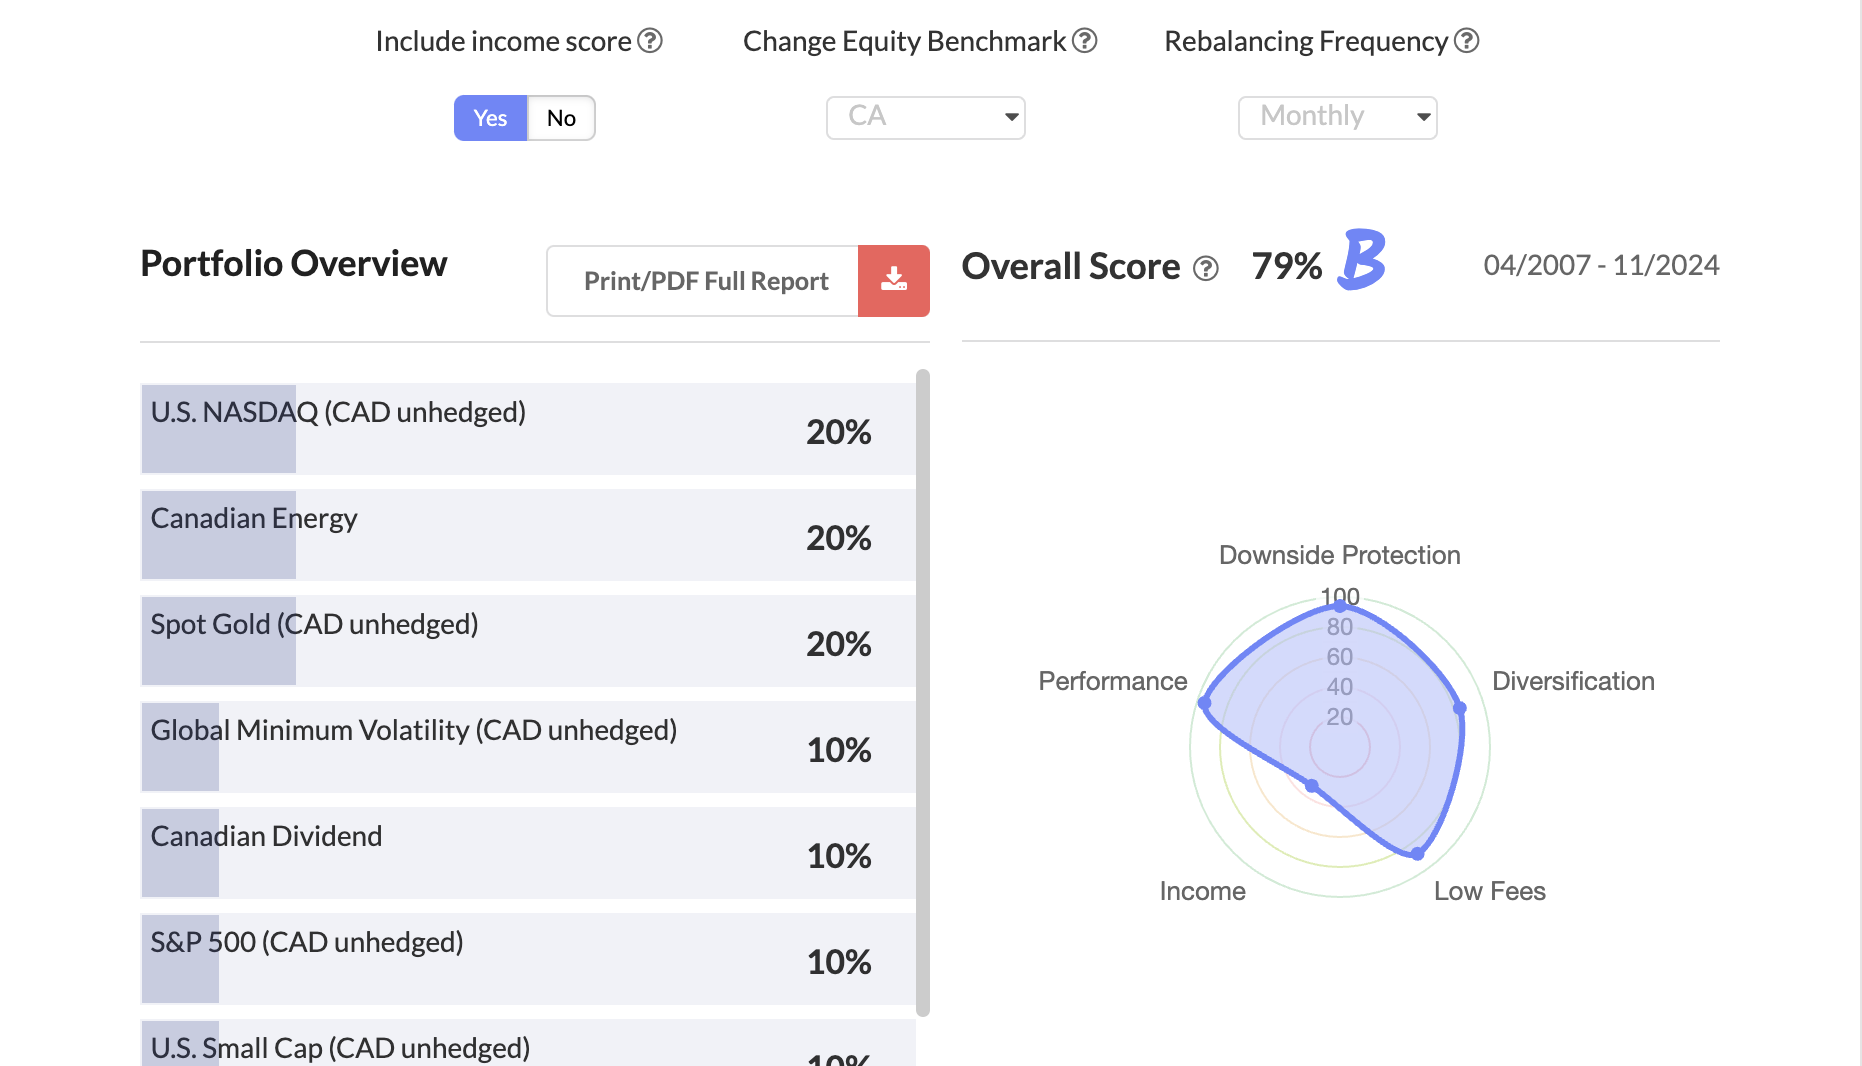 Include income score
Change Equity Benchmark
Rebalancing Frequency
Yes
No
CA
Monthly
Portfolio Overview
Print/PDF Full Report
Overall Score
79% B
04/2007 - 11/2024
U.S. NASDAQ (CAD unhedged)
20%
Canadian Energy
20%
Spot Gold (CAD unhedged)
20%
Global Minimum Volatility (CAD unhedged)
10%
Canadian Dividend
10%
S&P 500 (CAD unhedged)
10%
U.S. Small Cap (CAD unhedged)
10%
Downside Protection
100
80
60
40
20
Performance
Diversification
Income
Low Fees